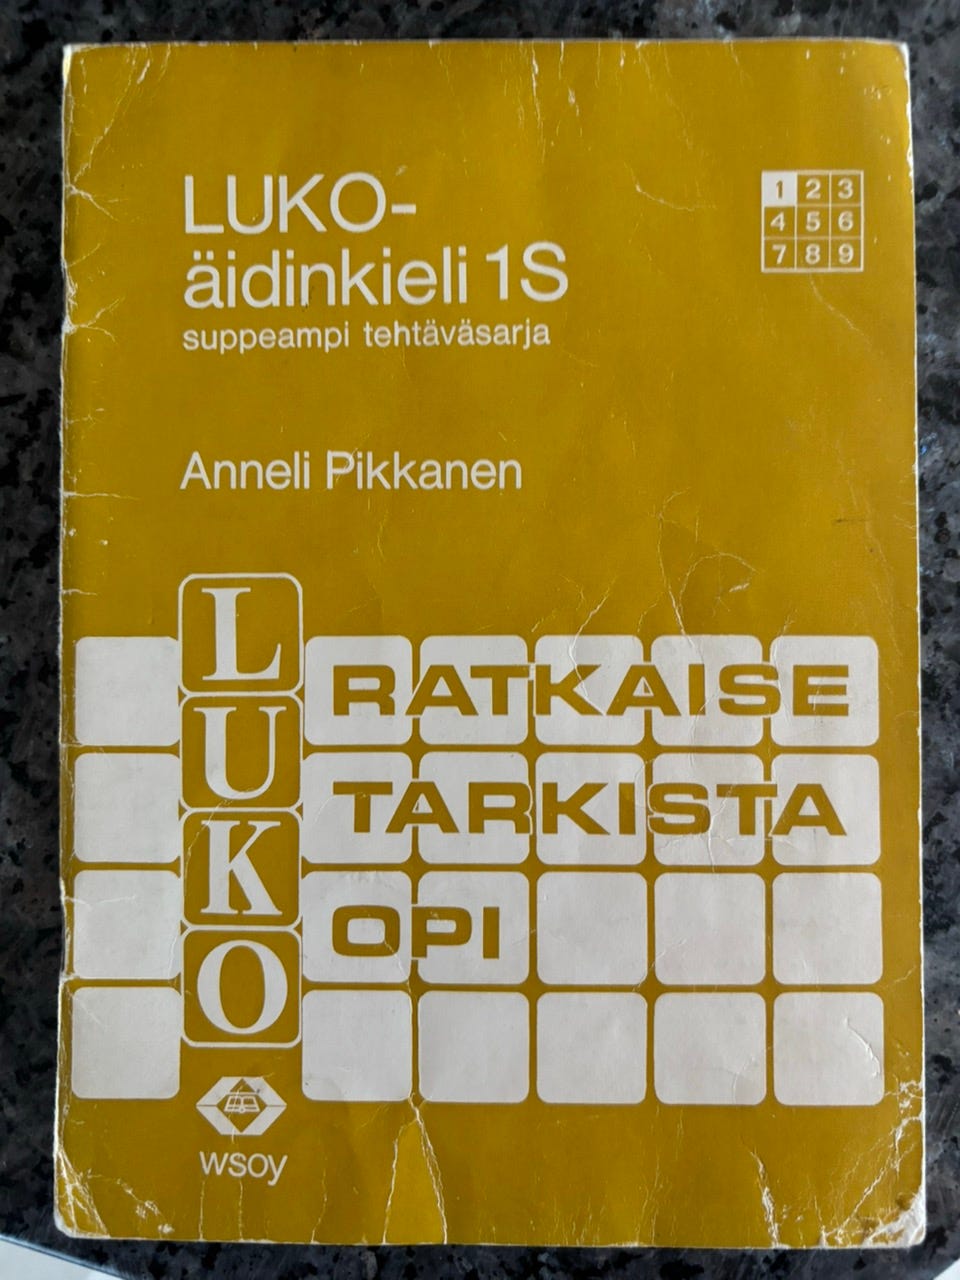 LUKO-
äidinkieli 1S
suppeampi tehtäväsarja
1 2 3
4 5 6
7 8 9
Anneli Pikkanen
LUKO
RATKAISE
TARKISTA
OPI
wsoy